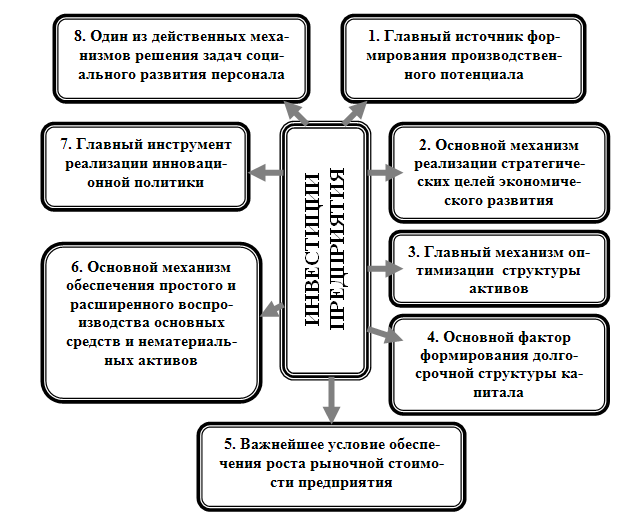 8. Один из действенных меха-
низмов решения задач соци-
ального развития персонала
1. Главный источник фор-
мирования производствен-
ного потенциала
7. Главный инструмент
реализации инноваци-
онной политики
ИНВЕСТИЦИИ
ПРЕДПРИЯТИЯ
2. Основной механизм
реализации стратегиче-
ских целей экономиче-
ского развития
3. Главный механизм оп-
тимизации структуры
активов
6. Основной механизм
обеспечения простого и
расширенного воспро-
изводства основных
средств и нематериаль-
ных активов
4. Основной фактор
формирования долго-
срочной структуры ка-
питала
5. Важнейшее условие обеспе-
чения роста рыночной стоимо-
сти предприятия